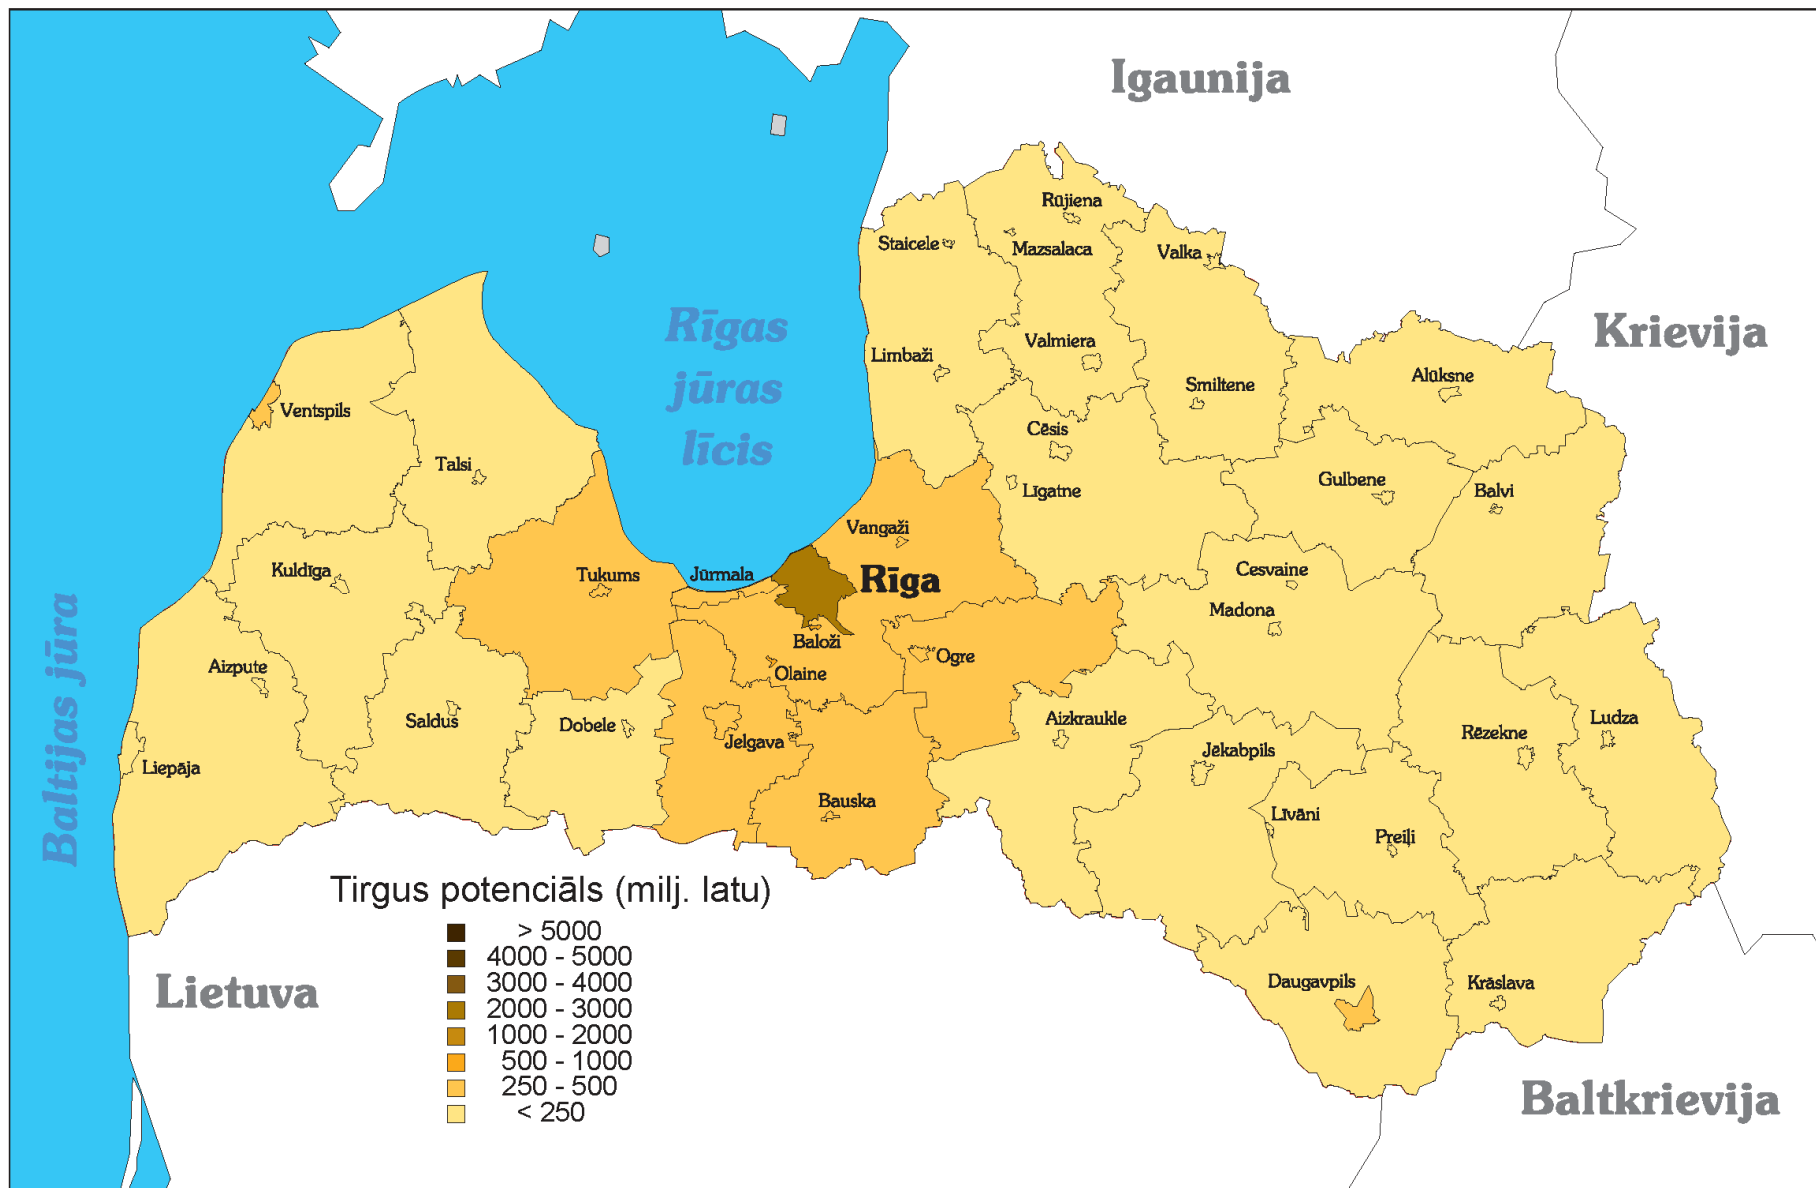 Igaunija
Rūjiena
Staicele
Mazsalaca
Valka
Rīgas
jūras
līcis
Krievija
Limbaži
Valmiera
Smiltene
Alūksne
Ventspils
Cēsis
Talsi
Līgatne
Gulbene
Balvi
Vangaži
Kuldīga
Tukums
Jūrmala
Rīga
Cesvaine
Madona
Baloži
Ogre
Olaine
Baltijas jūra
Aizpute
Saldus
Dobele
Jelgava
Aizkraukle
Rēzekne
Ludza
Jēkabpils
Liepāja
Bauska
Līvāni
Preiļi
Tirgus potenciāls (milj. latu)
> 5000
4000 - 5000
3000 - 4000
2000 - 3000
1000 - 2000
500 - 1000
250 - 500
< 250
Lietuva
Daugavpils
Krāslava
Baltkrievija